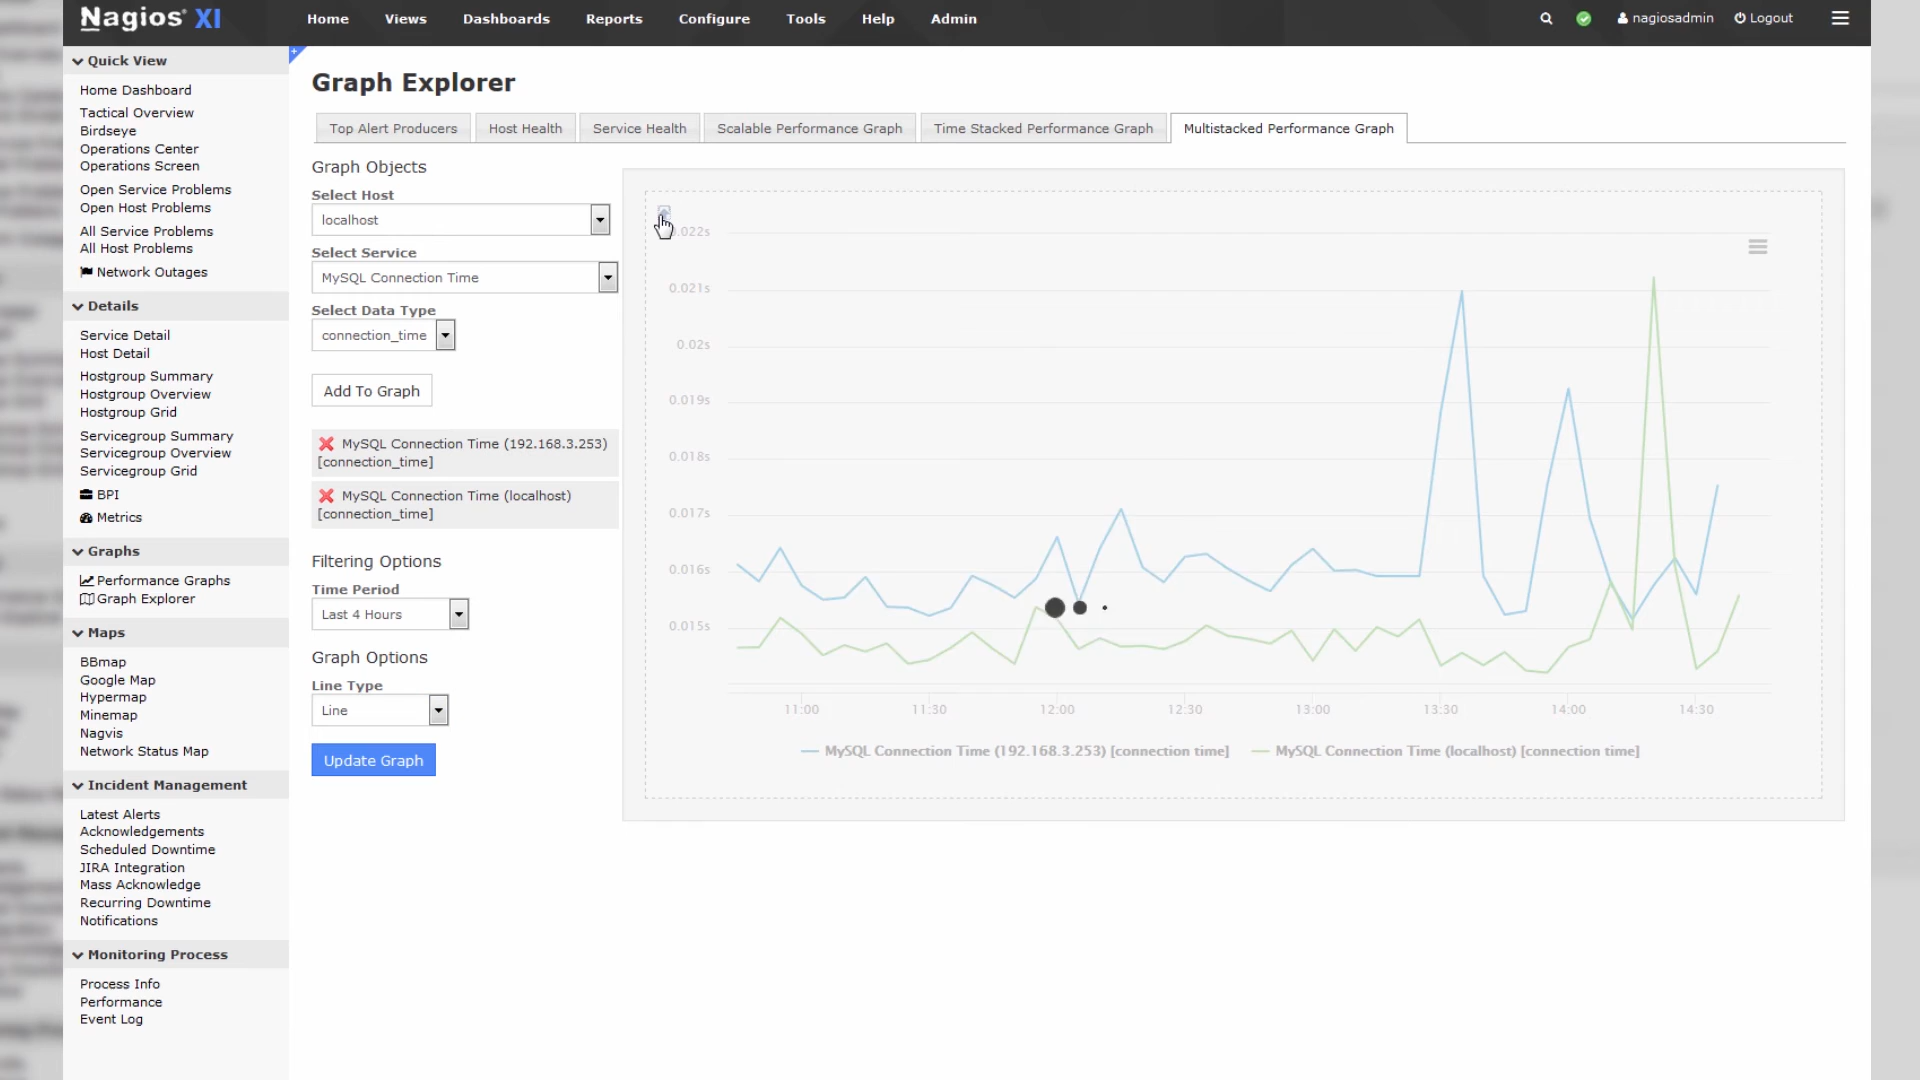 Nagios® XI
Home Views Dashboards Reports Configure Tools Help Admin
nagiosadmin Logout
Quick View
Home Dashboard
Tactical Overview
Birdseye
Operations Center
Operations Screen
Open Service Problems
Open Host Problems
All Service Problems
All Host Problems
Network Outages
Details
Service Detail
Host Detail
Hostgroup Summary
Hostgroup Overview
Hostgroup Grid
Servicegroup Summary
Servicegroup Overview
Servicegroup Grid
BPI
Metrics
Graphs
Performance Graphs
Graph Explorer
Maps
BBmap
Google Map
Hypermap
Minemap
Nagvis
Network Status Map
Incident Management
Latest Alerts
Acknowledgements
Scheduled Downtime
JIRA Integration
Mass Acknowledge
Recurring Downtime
Notifications
Monitoring Process
Process Info
Performance
Event Log
Graph Explorer
Top Alert Producers Host Health Service Health Scalable Performance Graph Time Stacked Performance Graph Multistacked Performance Graph
Graph Objects
Select Host
localhost
Select Service
MySQL Connection Time
Select Data Type
connection_time
Add To Graph
MySQL Connection Time (192.168.3.253)
[connection_time]
MySQL Connection Time (localhost)
[connection_time]
Filtering Options
Time Period
Last 4 Hours
Graph Options
Line Type
Line
Update Graph
.022s
0.021s
0.02s
0.019s
0.018s
0.017s
0.016s
0.015s
11:00 11:30 12:00 12:30 13:00 13:30 14:00 14:30
MySQL Connection Time (192.168.3.253) [connection time] MySQL Connection Time (localhost) [connection time]